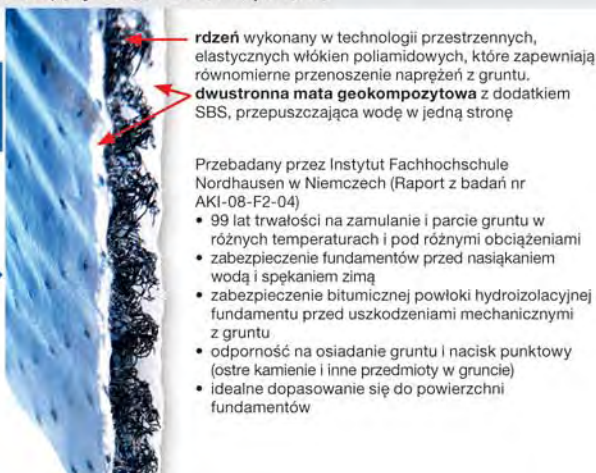 rdzeń wykonany w technologii przestrzennych,
elastycznych włókien poliamidowych, które zapewniają
równomierne przenoszenie naprężeń z gruntu.
dwustronna mata geokompozytowa z dodatkiem
SBS, przepuszczająca wodę w jedną stronę
Przebadany przez Instytut Fachhochschule
Nordhausen w Niemczech (Raport z badań nr
AKI-08-F2-04)
• 99 lat trwałości na zamulanie i parcie gruntu w
różnych temperaturach i pod różnymi obciążeniami
• zabezpieczenie fundamentów przed nasiąkaniem
wodą i spękaniem zimą
• zabezpieczenie bitumicznej powłoki hydroizolacyjnej
fundamentu przed uszkodzeniami mechanicznymi
z gruntu
• odporność na osiadanie gruntu i nacisk punktowy
(ostre kamienie i inne przedmioty w gruncie)
• idealne dopasowanie się do powierzchni
fundamentów